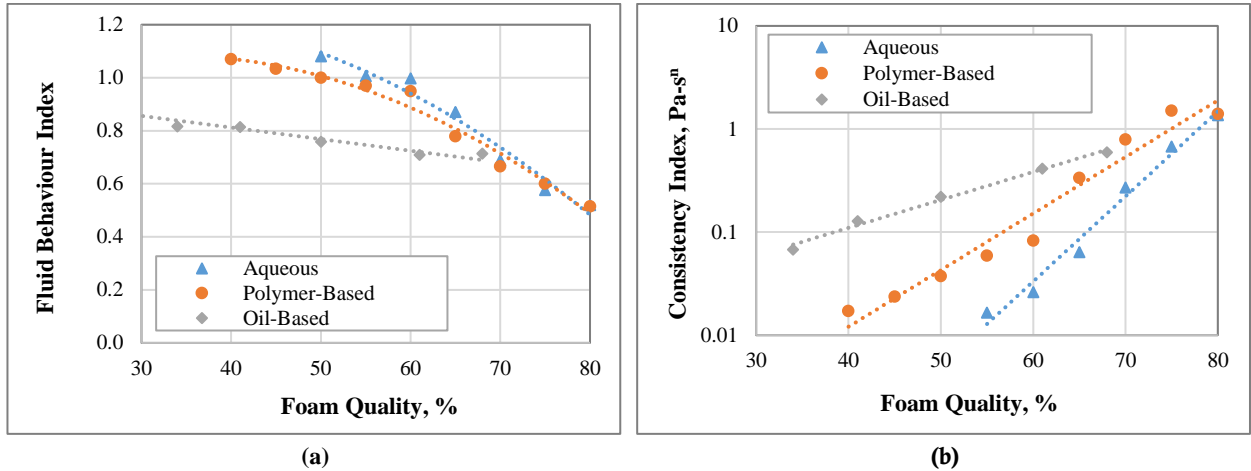 1.2
1.0
0.8
0.6
0.4
0.2
0.0
Fluid Behaviour Index
Aqueous
Polymer-Based
Oil-Based
30 40 50 60 70 80
Foam Quality, %
(a)
10
1
0.1
0.01
Consistency Index, Pa-sⁿ
Aqueous
Polymer-Based
Oil-Based
30 40 50 60 70 80
Foam Quality, %
(b)